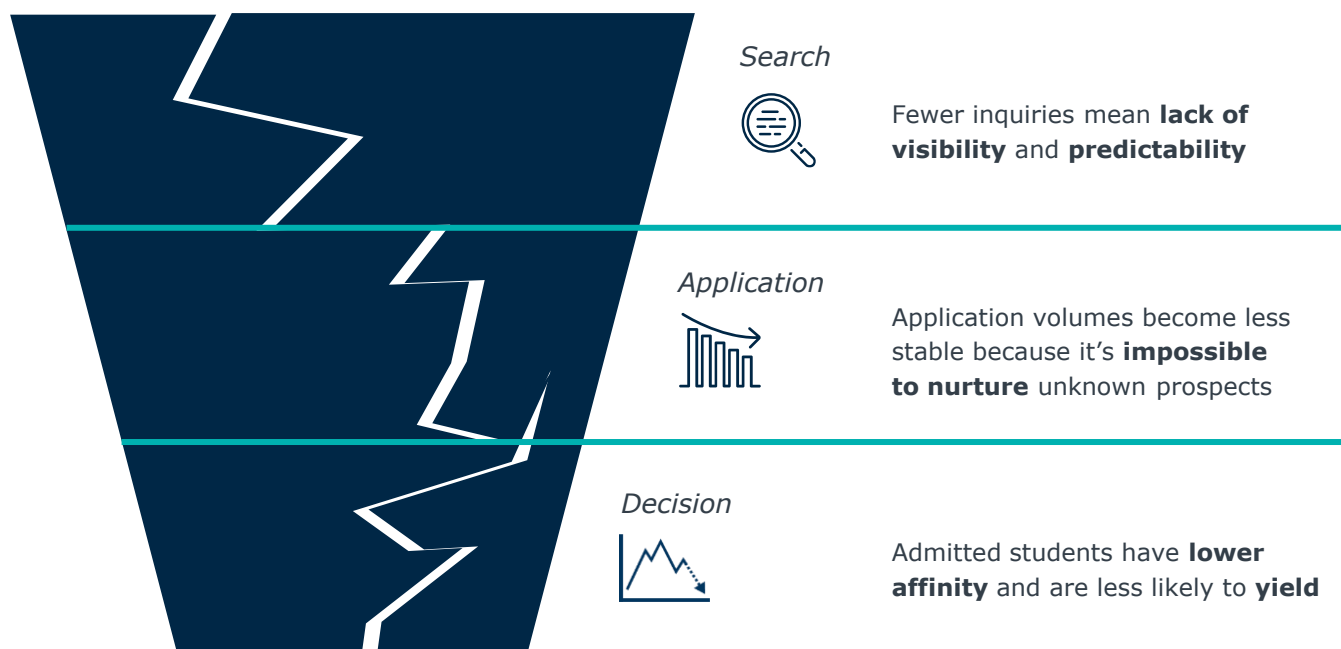 Search
Fewer inquiries mean lack of
visibility and predictability
Application
Application volumes become less
stable because it’s impossible
to nurture unknown prospects
Decision
Admitted students have lower
affinity and are less likely to yield